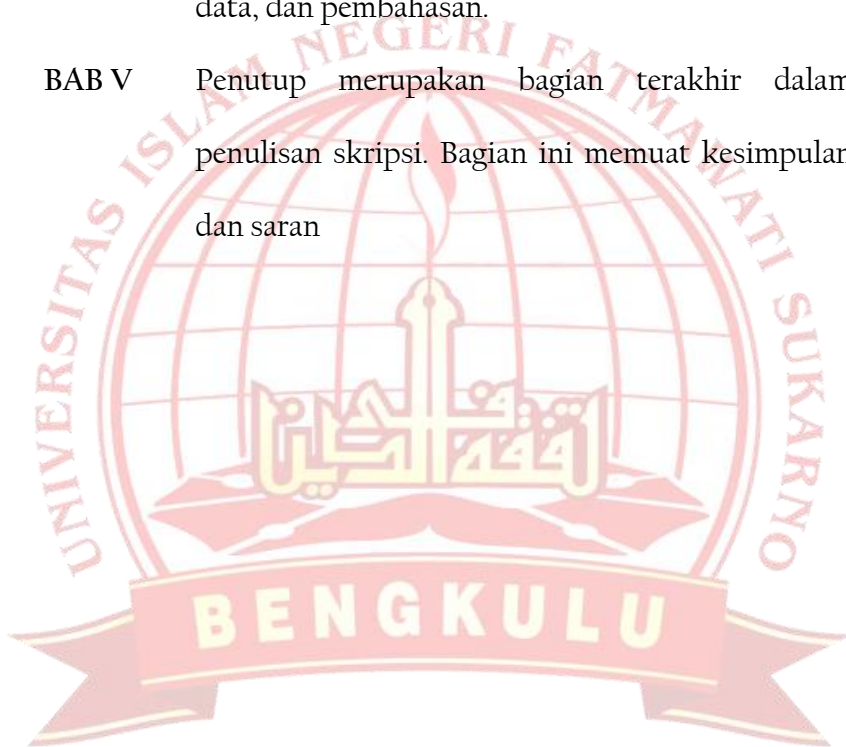 data, dan pembahasan.
BAB V Penutup merupakan bagian terakhir dalam
penulisan skripsi. Bagian ini memuat kesimpulan
dan saran
UNIVERSITAS ISLAM NEGERI FATMAWATI SUKARNO
BENGKULU